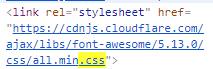 <link rel="stylesheet" href=
"https://cdnjs.cloudflare.com/
ajax/libs/font-awesome/5.13.0/
css/all.min.css">